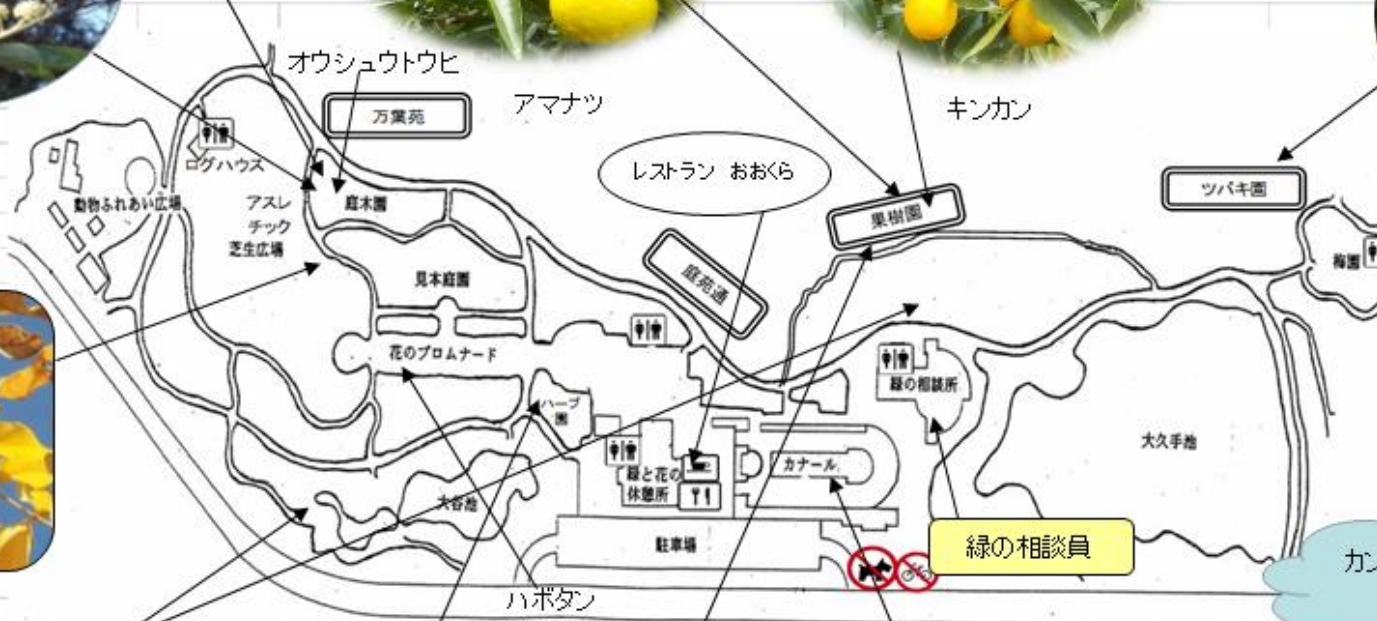 オウシュウトウヒ
アマナツ
キンカン
万葉苑
レストラン おおくら
ログハウス
ツバキ園
動物ふれあい広場
アスレ
チック
芝生広場
庭木園
果樹園
梅園
見本庭園
庭苑通
花のプロムナード
緑の相談所
ハーブ
園
大久手池
カナール
緑と花の
休憩所
大谷池
駐車場
緑の相談員
カン
ハボタン